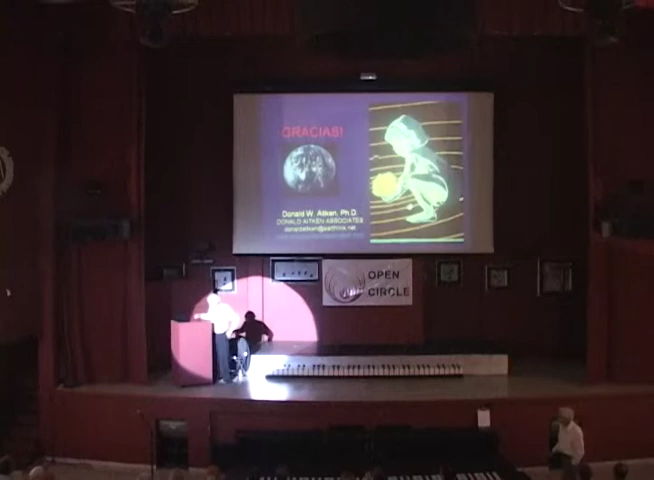 GRACIAS!
Donald W. Aitken, Ph.D.
DONALD AITKEN ASSOCIATES
OPEN
CIRCLE